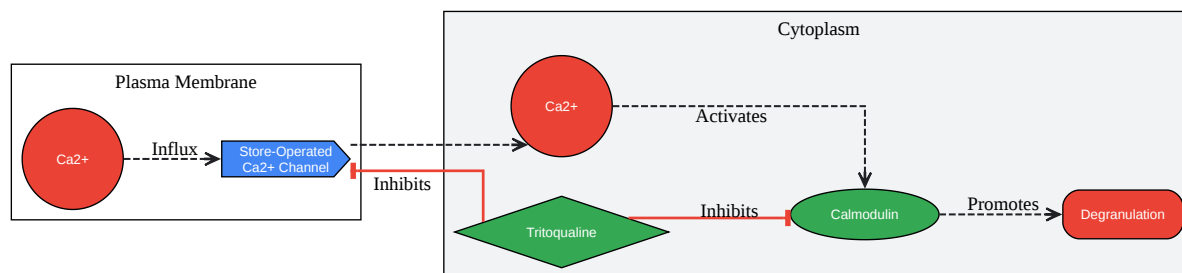 Cytoplasm
Plasma Membrane
Ca2+
Influx
Store-Operated
Ca2+ Channel
Ca2+
Activates
Inhibits
Tritoqualine
Inhibits
Calmodulin
Promotes
Degranulation